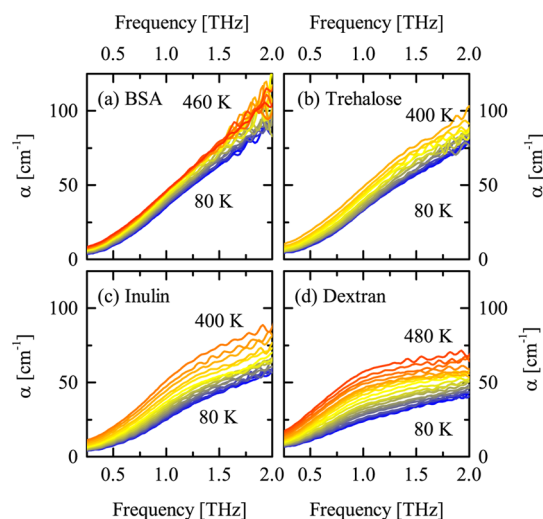 Frequency [THz] Frequency [THz]
0.5 1.0 1.5 2.0 0.5 1.0 1.5 2.0
(a) BSA 460 K (b) Trehalose 400 K
100 100
α [cm⁻¹] 50 50 α [cm⁻¹]
80 K 80 K
0 0
(c) Inulin 400 K (d) Dextran 480 K
100 100
α [cm⁻¹] 50 50 α [cm⁻¹]
80 K 80 K
0 0
0.5 1.0 1.5 2.0 0.5 1.0 1.5 2.0
Frequency [THz] Frequency [THz]